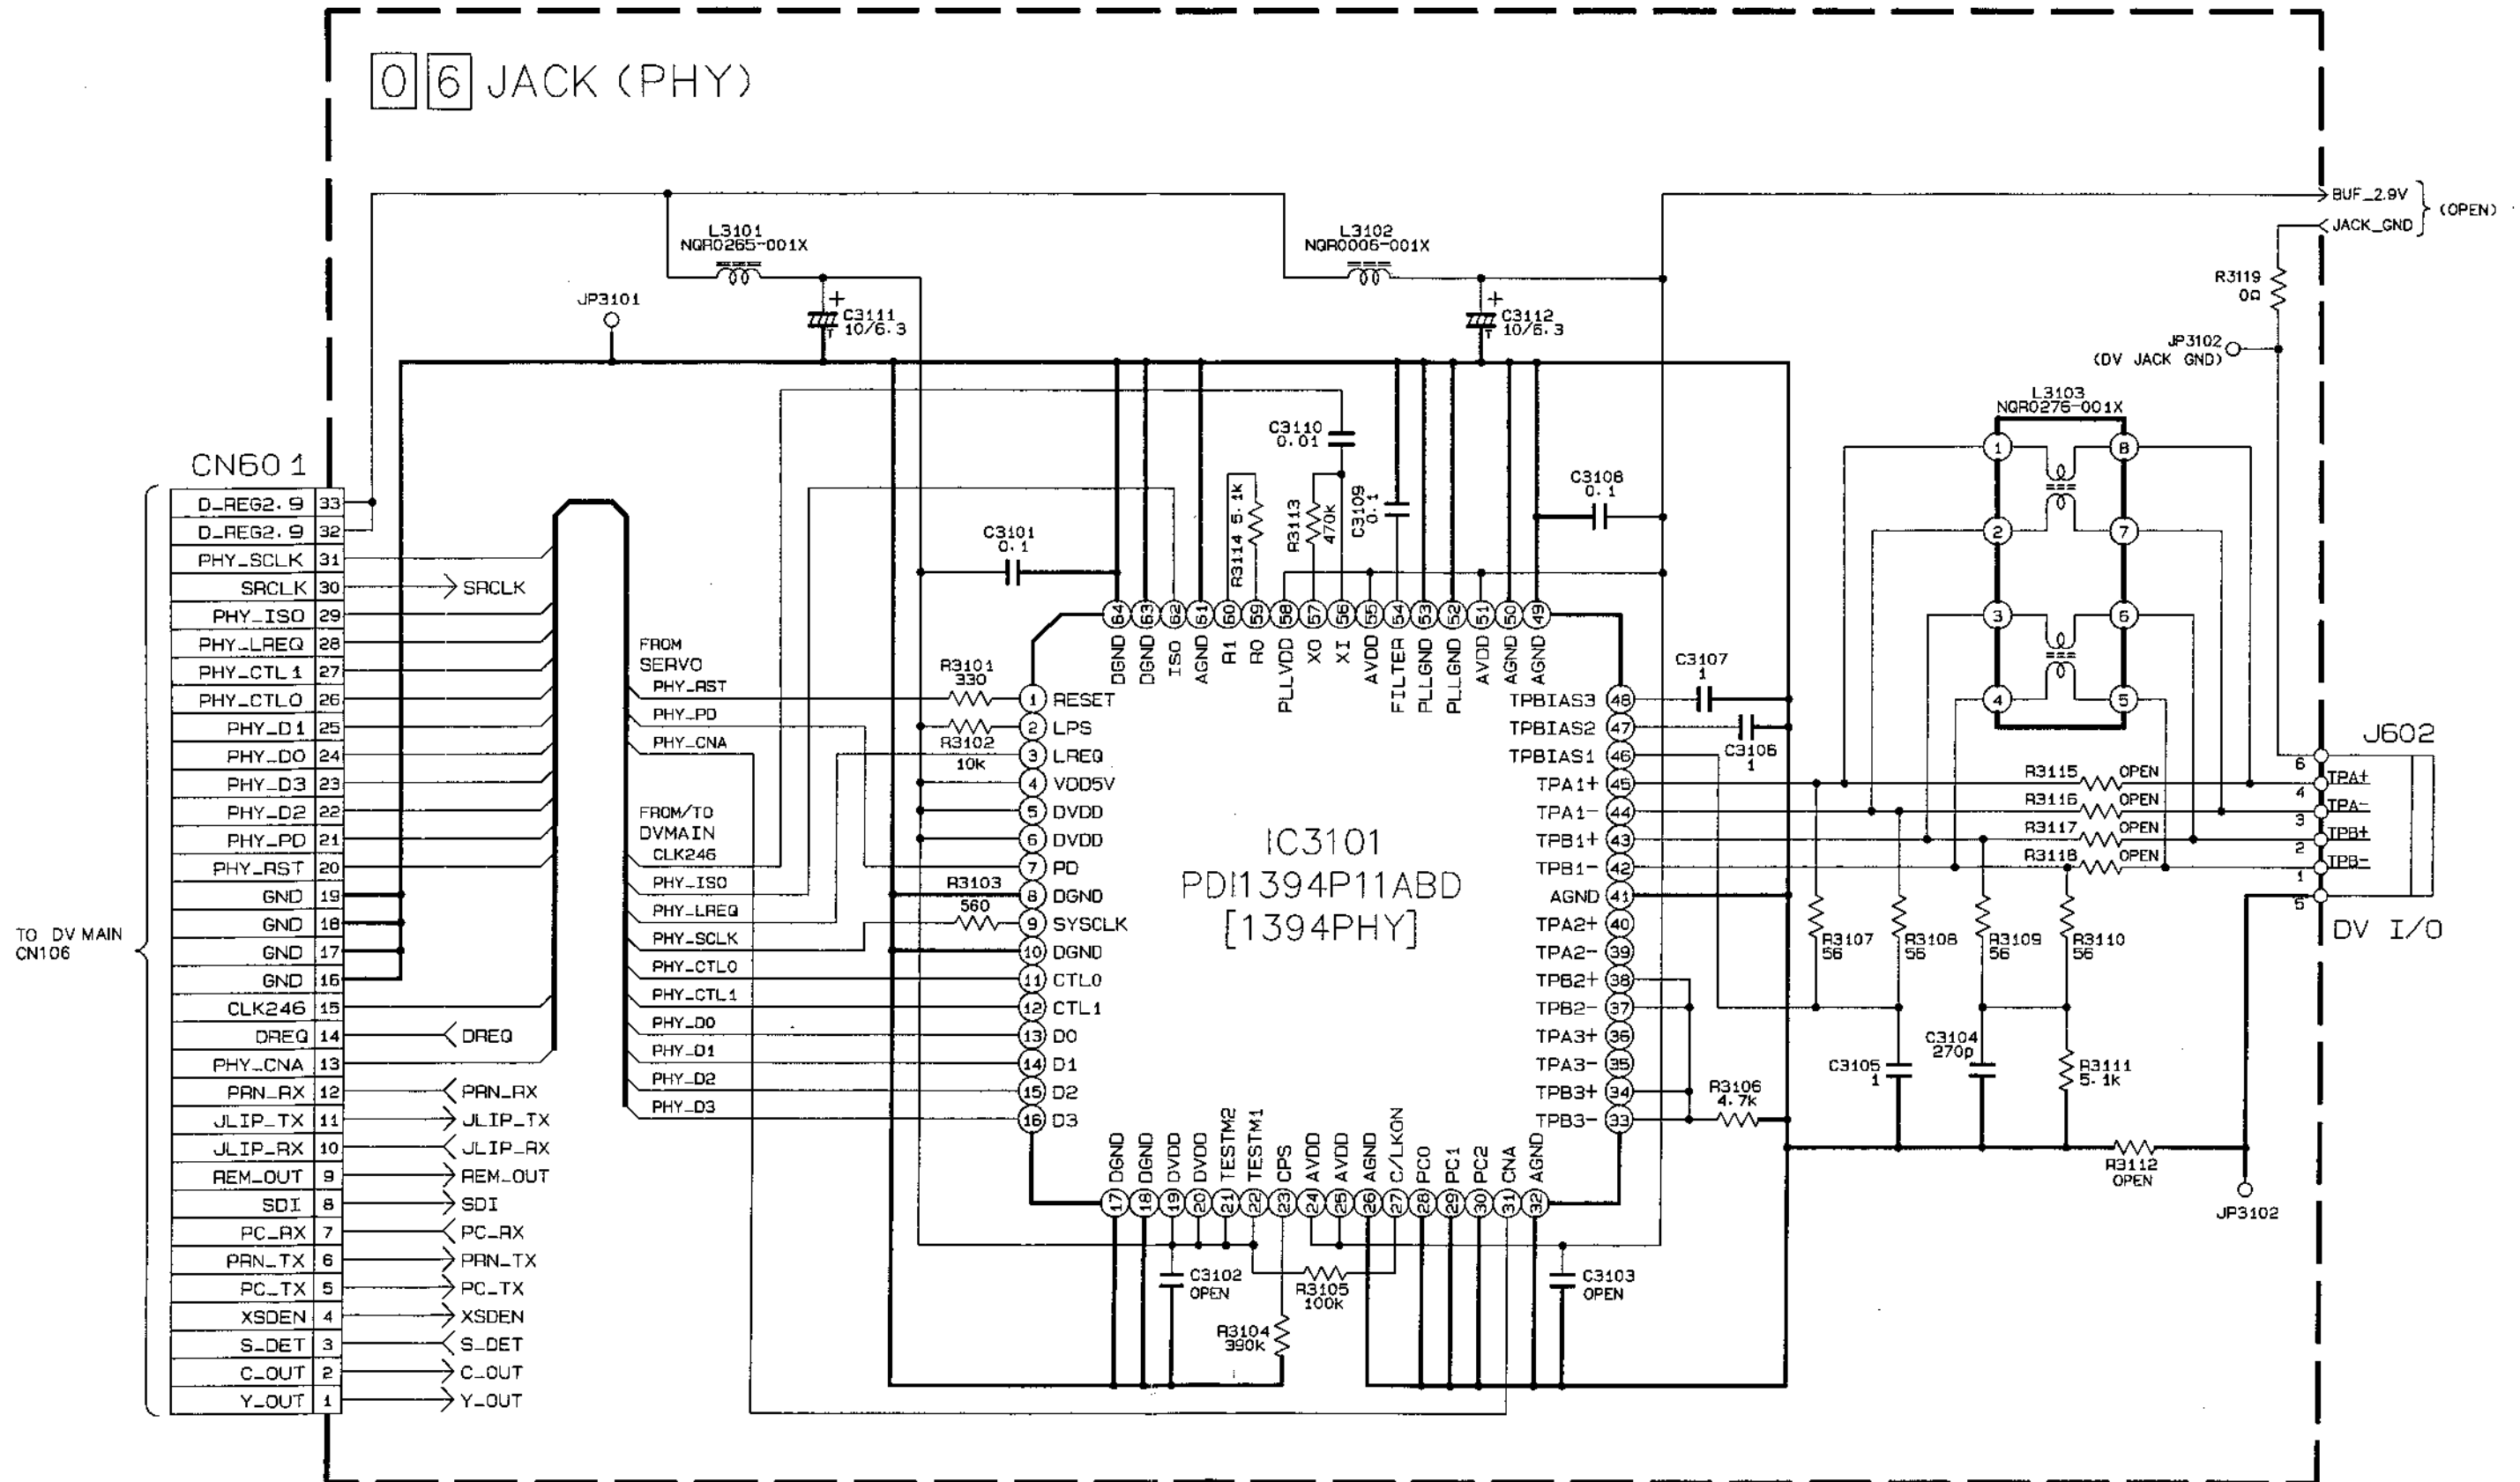 0 6 JACK (PHY)
BUF_2.9V
JACK_GND
(OPEN)
L3101
NQR0265-001X
L3102
NQR0006-001X
JP3101
+
C3111
10/6.3
T
+
C3112
10/6.3
T
R3119
0Ω
JP3102
(DV JACK GND)
L3103
NQR0276-001X
1
8
2
7
3
6
4
5
C3110
0.01
R3114 5.1k
R3113
470k
C3109
0.1
C3108
0.1
C3101
0.1
CN601
TO DV MAIN
CN106
D_REG2.9 33
D_REG2.9 32
PHY_SCLK 31
SRCLK 30 SRCLK
PHY_ISO 29
PHY_LREQ 28
PHY_CTL1 27
PHY_CTL0 26
PHY_D1 25
PHY_D0 24
PHY_D3 23
PHY_D2 22
PHY_PD 21
PHY_RST 20
GND 19
GND 18
GND 17
GND 16
CLK246 15
DREQ 14 DREQ
PHY_CNA 13
PRN_RX 12 PRN_RX
JLIP_TX 11 JLIP_TX
JLIP_RX 10 JLIP_RX
REM_OUT 9 REM_OUT
SDI 8 SDI
PC_RX 7 PC_RX
PRN_TX 6 PRN_TX
PC_TX 5 PC_TX
XSDEN 4 XSDEN
S_DET 3 S_DET
C_OUT 2 C_OUT
Y_OUT 1 Y_OUT
FROM
SERVO
PHY_RST
PHY_PD
PHY_CNA
FROM/TO
DVMAIN
CLK246
PHY_ISO
PHY_LREQ
PHY_SCLK
PHY_CTL0
PHY_CTL1
PHY_D0
PHY_D1
PHY_D2
PHY_D3
R3101
330
R3102
10k
R3103
560
64 DGND
63 DGND
62 ISO
61 AGND
60 R1
59 R0
58 PLLVDD
57 XO
56 XI
55 AVDD
54 FILTER
53 PLLGND
52 PLLGND
51 AVDD
50 AGND
49 AGND
1 RESET
2 LPS
3 LREQ
4 VDD5V
5 DVDD
6 DVDD
7 PD
8 DGND
9 SYSCLK
10 DGND
11 CTL0
12 CTL1
13 D0
14 D1
15 D2
16 D3
IC3101
PDI1394P11ABD
[1394PHY]
TPBIAS3 48
TPBIAS2 47
TPBIAS1 46
TPA1+ 45
TPA1- 44
TPB1+ 43
TPB1- 42
AGND 41
TPA2+ 40
TPA2- 39
TPB2+ 38
TPB2- 37
TPA3+ 36
TPA3- 35
TPB3+ 34
TPB3- 33
17 DGND
18 DGND
19 DVDD
20 DVDD
21 TESTM2
22 TESTM1
23 CPS
24 AVDD
25 AVDD
26 AGND
27 C/LKON
28 PC0
29 PC1
30 PC2
31 CNA
32 AGND
C3107
1
C3106
1
R3115 OPEN
R3116 OPEN
R3117 OPEN
R3118 OPEN
J602
6
TPA+
4
TPA-
3
TPB+
2
TPB-
1
5
DV I/O
R3107
56
R3108
56
R3109
56
R3110
56
C3105
1
C3104
270p
R3111
5.1k
R3106
4.7k
R3112
OPEN
JP3102
C3102
OPEN
R3105
100k
C3103
OPEN
R3104
390k